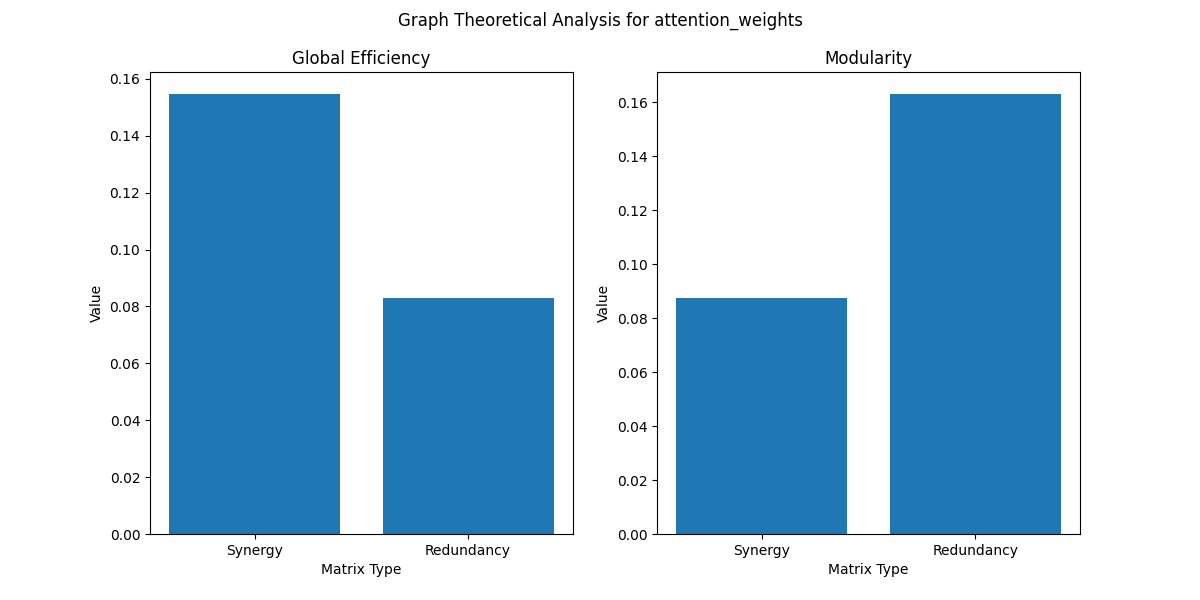 Graph Theoretical Analysis for attention_weights
Global Efficiency
0.16
0.14
0.12
0.10
0.08
0.06
0.04
0.02
0.00
Value
Synergy
Redundancy
Matrix Type
Modularity
0.16
0.14
0.12
0.10
0.08
0.06
0.04
0.02
0.00
Value
Synergy
Redundancy
Matrix Type